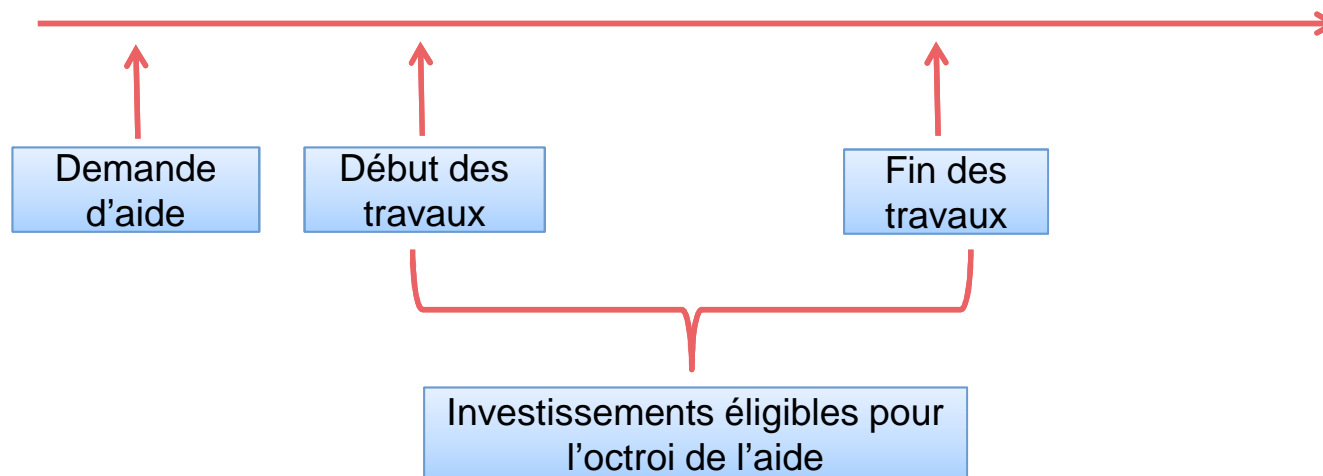 Demande
d’aide
Début des
travaux
Fin des
travaux
Investissements éligibles pour
l’octroi de l’aide